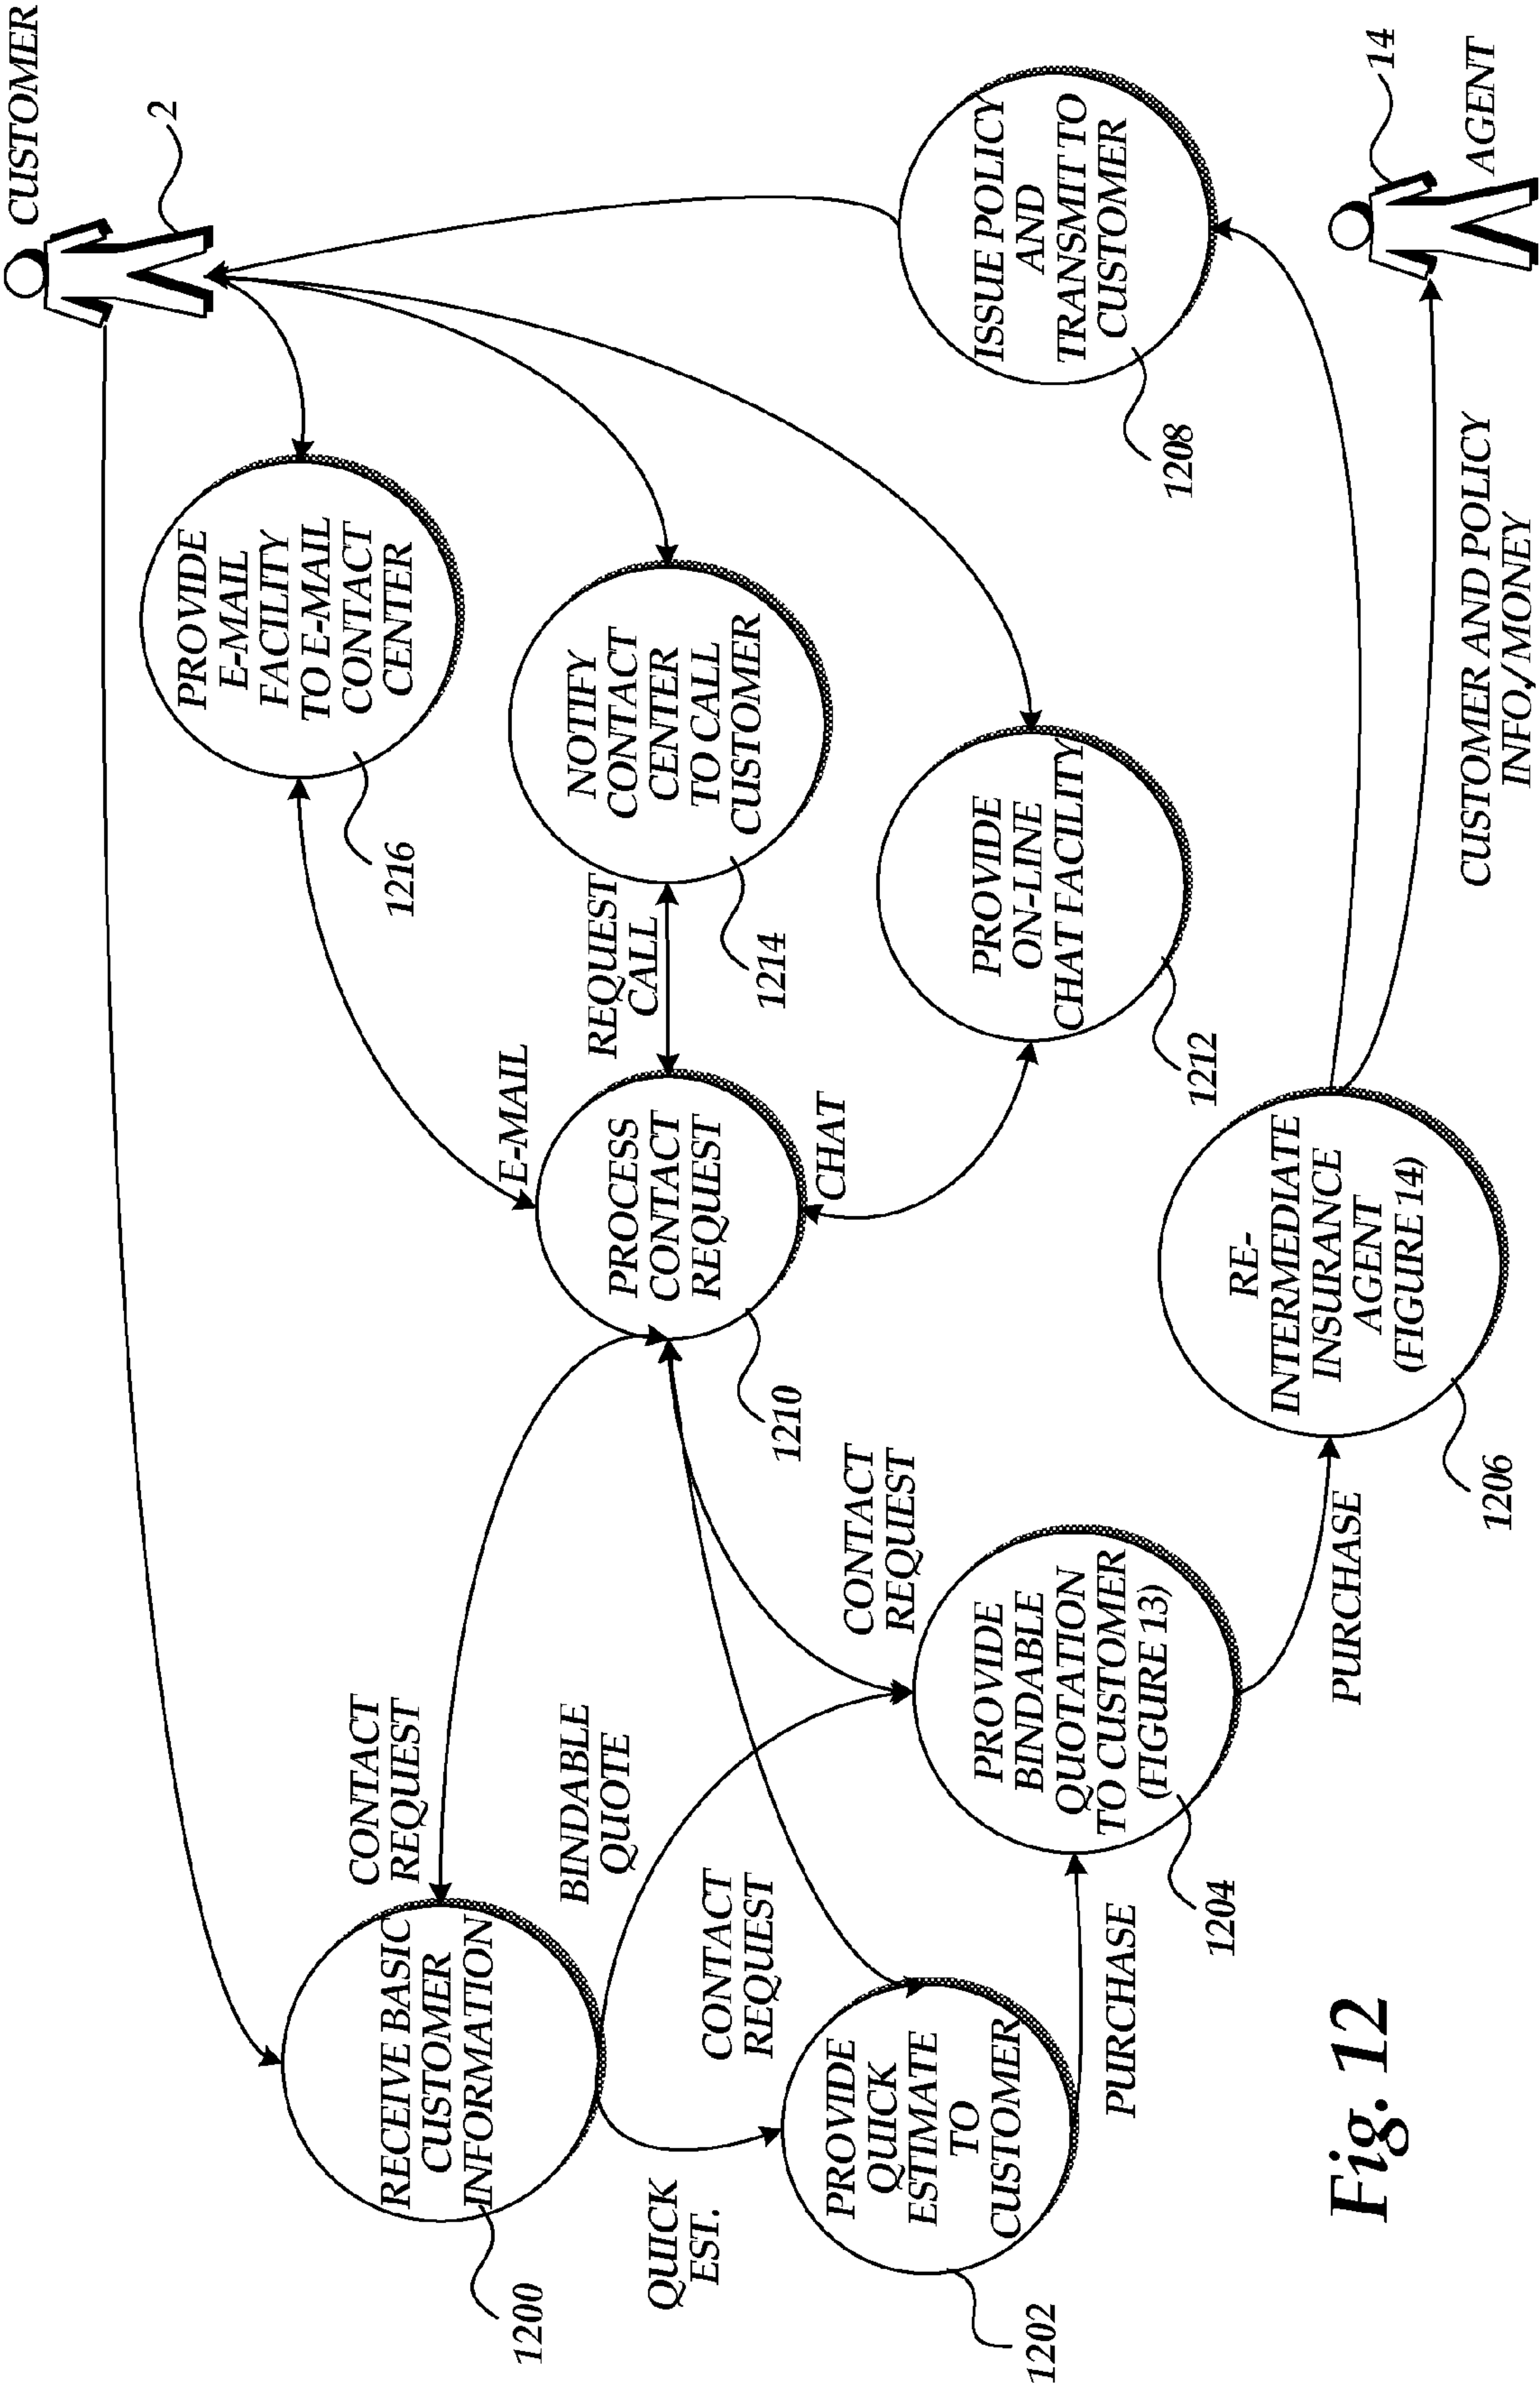 CUSTOMER
2
RECEIVE BASIC
CUSTOMER
INFORMATION
1200
CONTACT
REQUEST
PROVIDE
E-MAIL
FACILITY
TO E-MAIL
CONTACT
CENTER
1216
E-MAIL
REQUEST
CALL
NOTIFY
CONTACT
CENTER
TO CALL
CUSTOMER
1214
PROCESS
CONTACT
REQUEST
1210
CHAT
PROVIDE
ON-LINE
CHAT FACILITY
1212
BINDABLE
QUOTE
QUICK
EST.
CONTACT
REQUEST
CONTACT
REQUEST
PROVIDE
QUICK
ESTIMATE
TO
CUSTOMER
1202
PURCHASE
PROVIDE
BINDABLE
QUOTATION
TO CUSTOMER
(FIGURE 13)
1204
PURCHASE
RE-
INTERMEDIATE
INSURANCE
AGENT
(FIGURE 14)
1206
ISSUE POLICY
AND
TRANSMIT TO
CUSTOMER
1208
14
AGENT
CUSTOMER AND POLICY
INFO./MONEY
Fig. 12